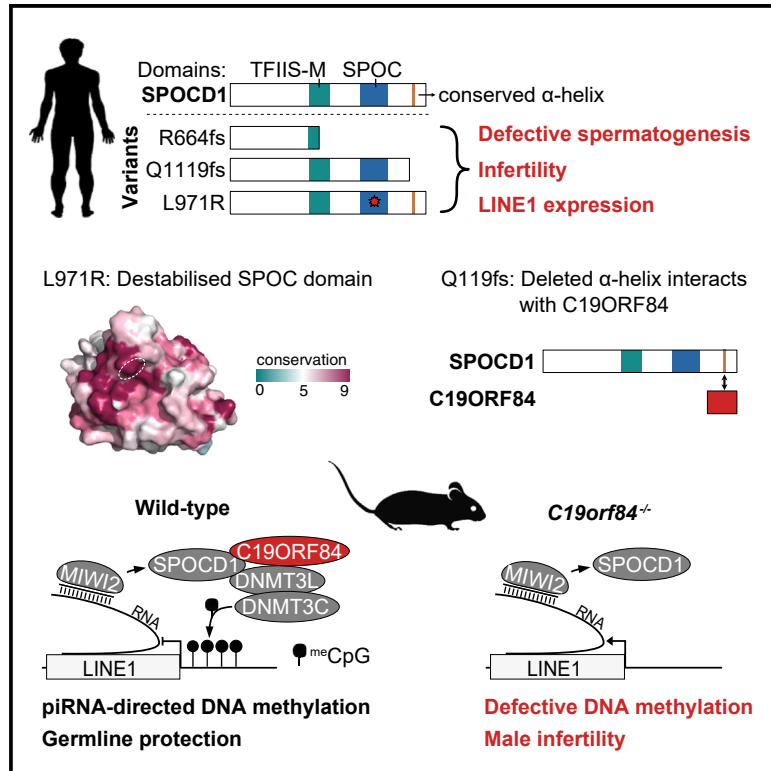 Domains: TFIIS-M SPOC
SPOCD1 conserved α-helix
Variants
R664fs
Q1119fs
L971R
Defective spermatogenesis
Infertility
LINE1 expression
L971R: Destabilised SPOC domain
conservation
0 5 9
Q119fs: Deleted α-helix interacts
with C19ORF84
SPOCD1
C19ORF84
Wild-type
MIWI2
SPOCD1
C19ORF84
DNMT3L
DNMT3C
RNA
LINE1
meCpG
piRNA-directed DNA methylation
Germline protection
C19orf84-/-
MIWI2
SPOCD1
RNA
LINE1
Defective DNA methylation
Male infertility